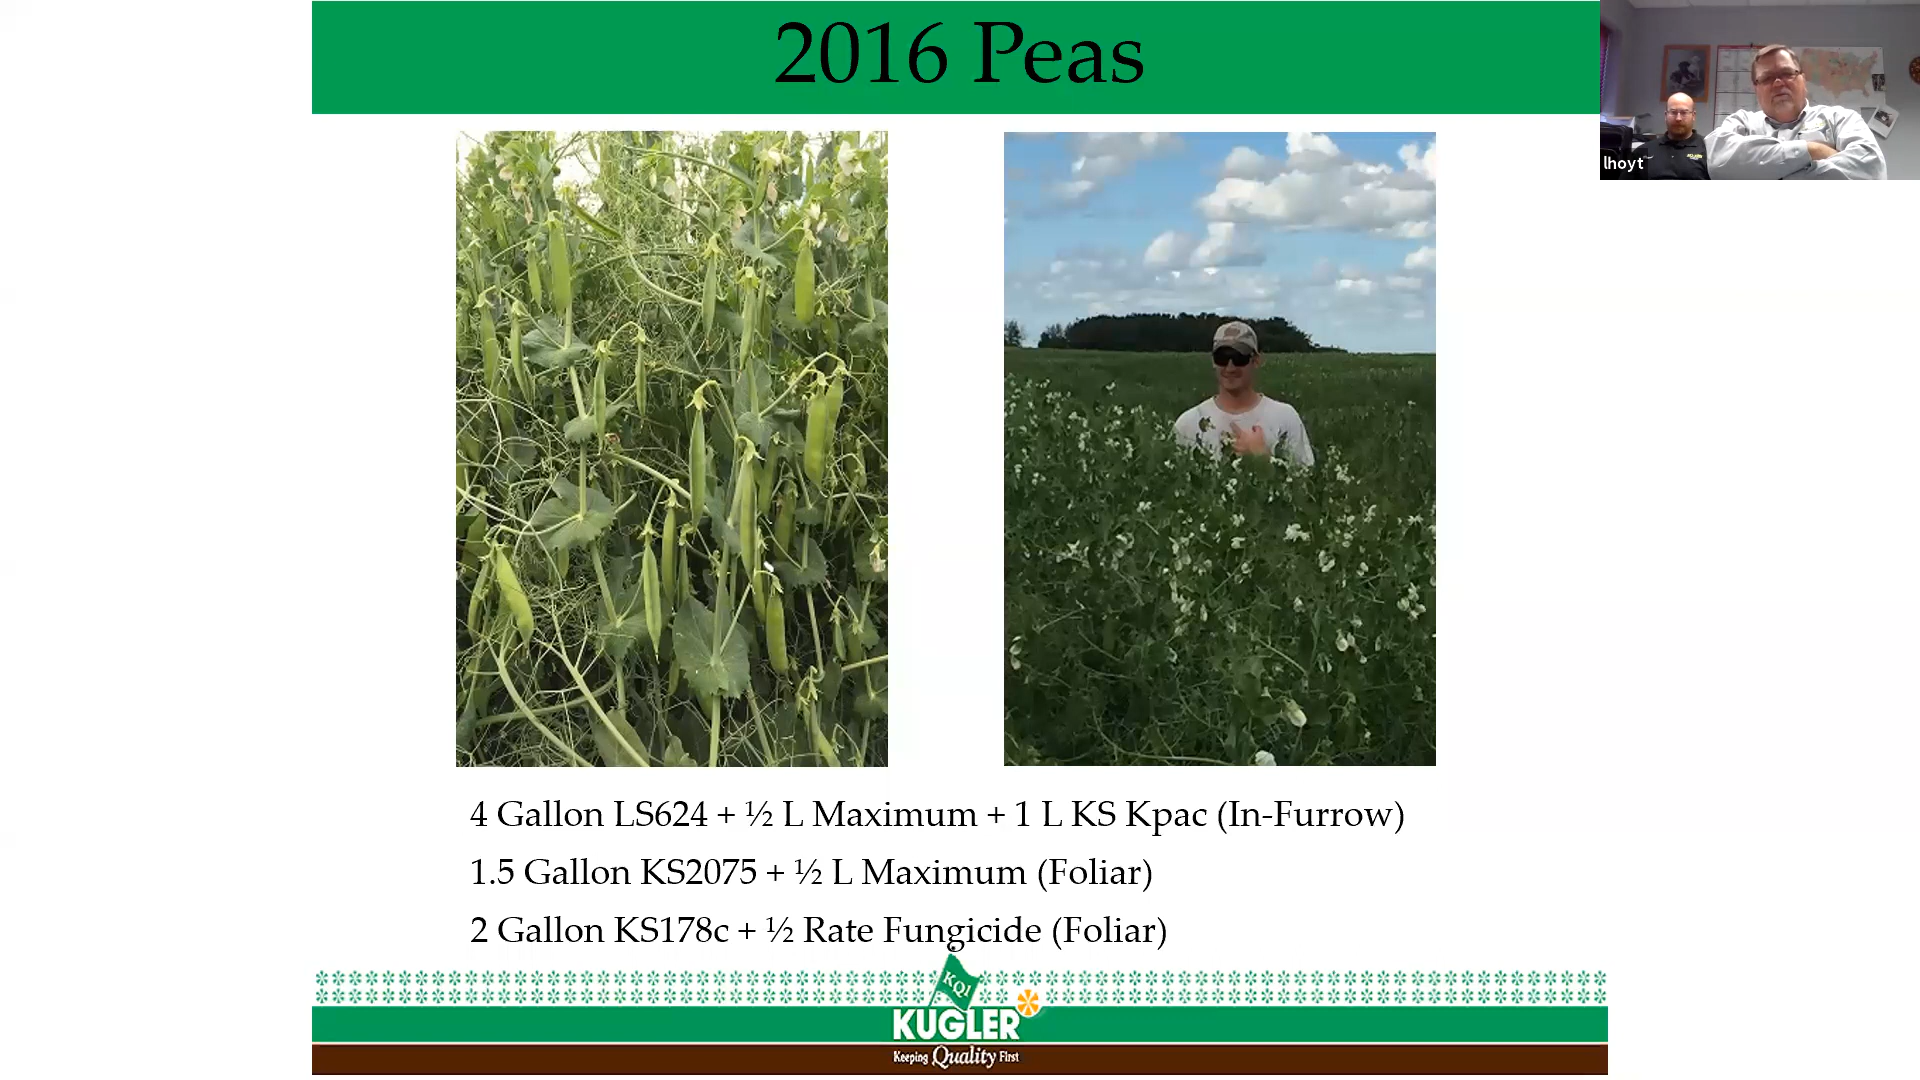 2016 Peas
lhoyt
4 Gallon LS624 + ½ L Maximum + 1 L KS Kpac (In-Furrow)
1.5 Gallon KS2075 + ½ L Maximum (Foliar)
2 Gallon KS178c + ½ Rate Fungicide (Foliar)
KQ1
KUGLER
Keeping Quality First